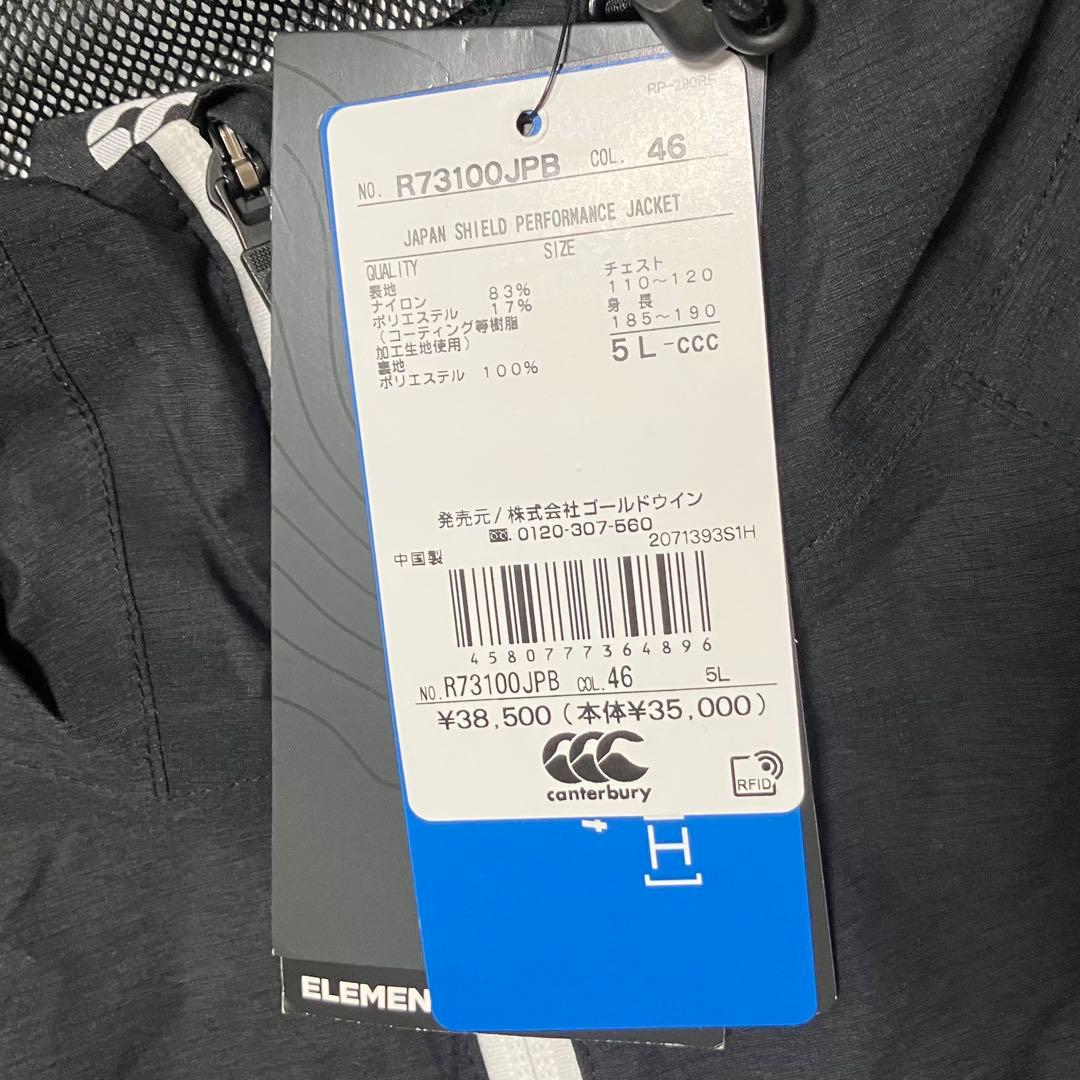 RP-290RF
NO. R73100JPB COL. 46
JAPAN SHIELD PERFORMANCE JACKET
QUALITY SIZE
表地
ナイロン 83%
ポリエステル 17%
(コーティング等樹脂
加工生地使用)
裏地
ポリエステル 100%
チェスト
110～120
身長
185～190
5L-CCC
発売元/株式会社ゴールドウイン
0120-307-560
2071393S1H
中国製
4580777364896
NO.R73100JPB COL.46 5L
¥38,500(本体¥35,000)
canterbury
RFID
H]
ELEMEN